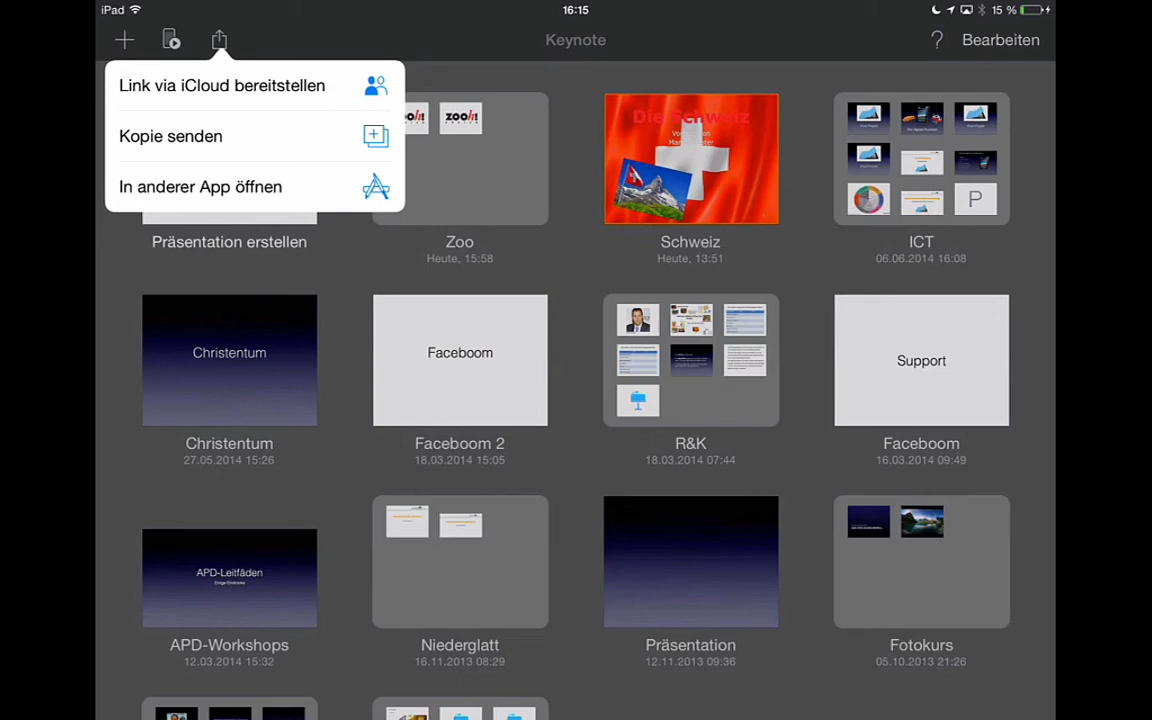 iPad
16:15
15 %
Keynote
?
Bearbeiten
Link via iCloud bereitstellen
Kopie senden
In anderer App öffnen
zooh!
Die Schweiz
P
Präsentation erstellen
Zoo
Heute, 15:58
Schweiz
Heute, 13:51
ICT
06.06.2014 16:08
Christentum
Faceboom
Support
Christentum
27.05.2014 15:26
Faceboom 2
18.03.2014 15:05
R&K
18.03.2014 07:44
Faceboom
16.03.2014 09:49
APD-Leitfäden
APD-Workshops
12.03.2014 15:32
Niederglatt
16.11.2013 08:29
Präsentation
12.11.2013 09:36
Fotokurs
05.10.2013 21:26